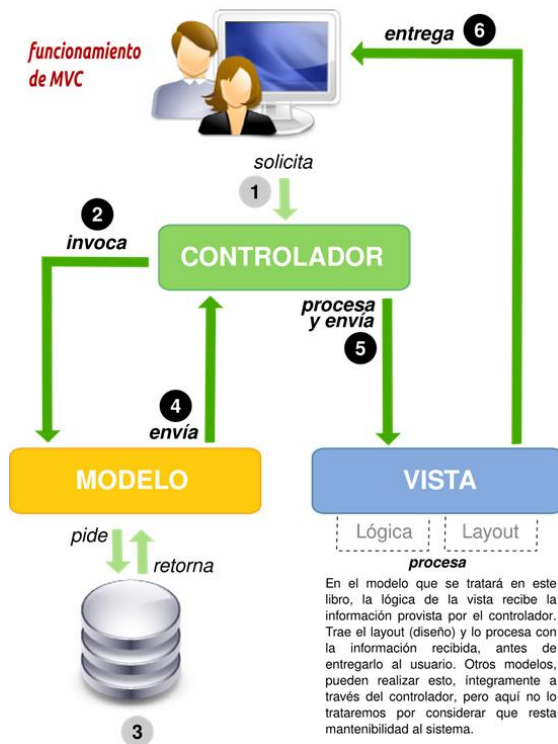 funcionamiento
de MVC
entrega 6
solicita
1
2
invoca
CONTROLADOR
procesa
y envía
5
4
envía
MODELO
VISTA
Lógica
Layout
pide
retorna
procesa
3
En el modelo que se tratará en este
libro, la lógica de la vista recibe la
información provista por el controlador.
Trae el layout (diseño) y lo procesa con
la información recibida, antes de
entregarlo al usuario. Otros modelos,
pueden realizar esto, íntegramente a
través del controlador, pero aquí no lo
trataremos por considerar que resta
mantenibilidad al sistema.